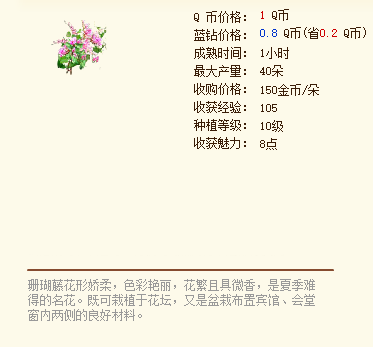 Q 币价格： 1 Q币
蓝钻价格： 0.8 Q币(省0.2 Q币)
成熟时间： 1小时
最大产量： 40朵
收购价格： 150金币/朵
收获经验： 105
种植等级： 10级
收获魅力： 8点
珊瑚藤花形娇柔，色彩艳丽，花繁且具微香，是夏季难
得的名花。既可栽植于花坛，又是盆栽布置宾馆、会堂
窗内两侧的良好材料。